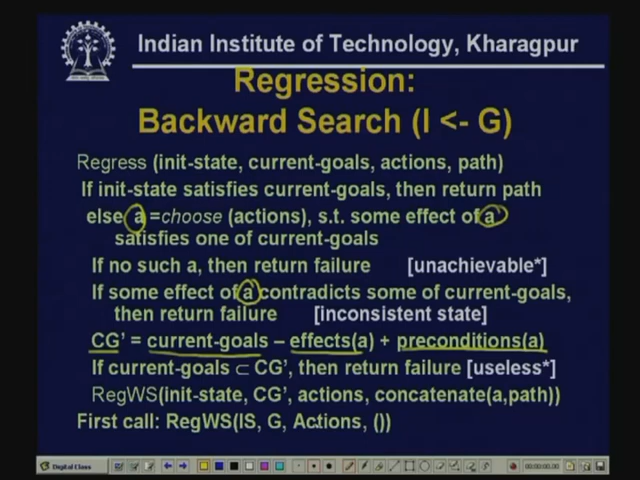 Indian Institute of Technology, Kharagpur
Regression:
Backward Search (I <- G)
Regress (init-state, current-goals, actions, path)
If init-state satisfies current-goals, then return path
else a =choose (actions), s.t. some effect of a
satisfies one of current-goals
If no such a, then return failure [unachievable*]
If some effect of a contradicts some of current-goals,
then return failure [inconsistent state]
CG' = current-goals – effects(a) + preconditions(a)
If current-goals ⊂ CG', then return failure [useless*]
RegWS(init-state, CG', actions, concatenate(a,path))
First call: RegWS(IS, G, Actions, ())
Digital Class
00:00:00.00